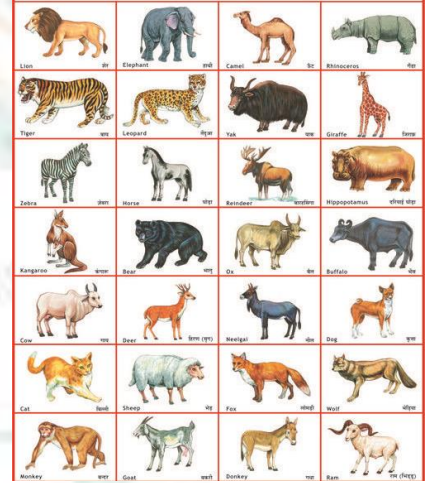 Lion शेर
Elephant हाथी
Camel ऊँट
Rhinoceros गैंडा
Tiger बाघ
Leopard तेंदुआ
Yak याक
Giraffe जिराफ
Zebra जेबरा
Horse घोड़ा
Reindeer बारहसिंगा
Hippopotamus दरियाई घोड़ा
Kangaroo कंगारू
Bear भालू
Ox बैल
Buffalo भैंस
Cow गाय
Deer हिरण (मृग)
Neelgai
Dog कुत्ता
Cat बिल्ली
Sheep भेड़
Fox लोमड़ी
Wolf भेड़िया
Monkey बन्दर
Goat बकरी
Donkey गधा
Ram राम (भेड़)